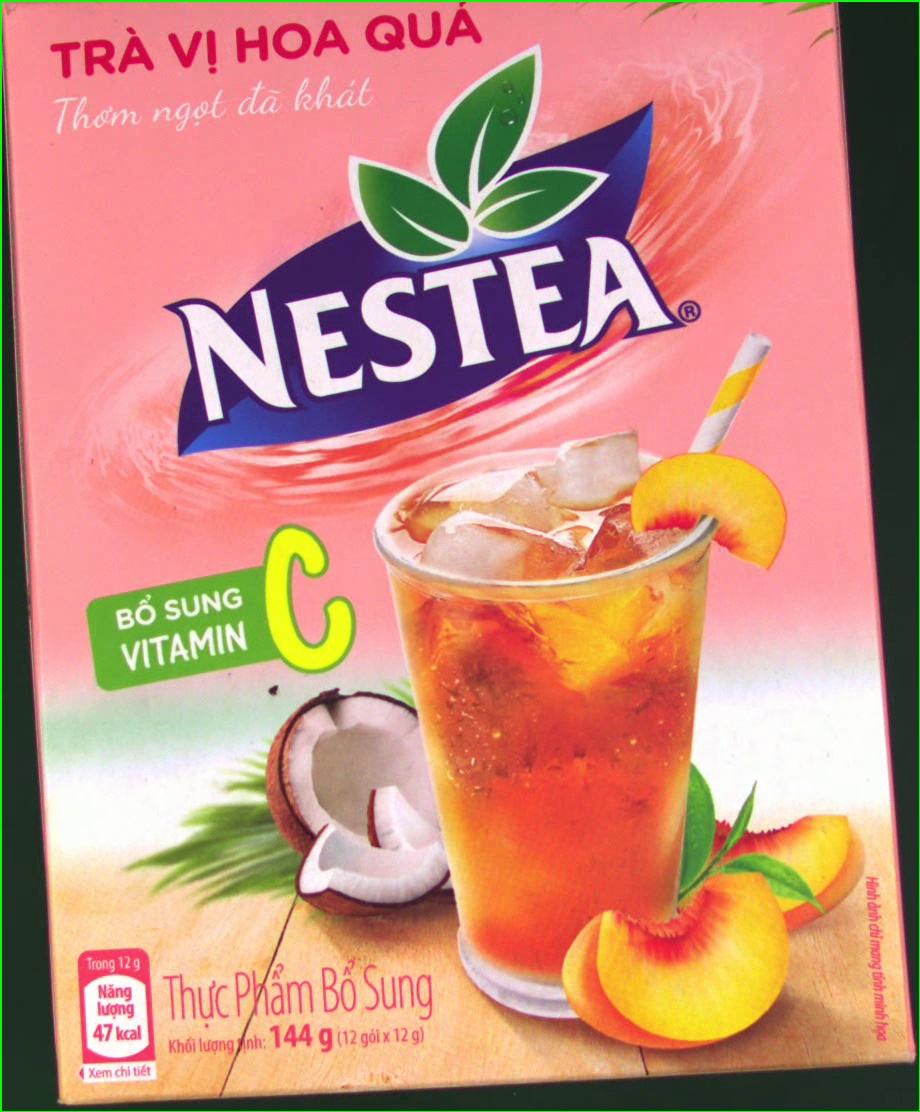 TRÀ VỊ HOA QUẢ
Thơm ngọt đã khát
NESTEA®
BỔ SUNG
VITAMIN C
Trong 12 g
Năng
lượng
47 kcal
Xem chi tiết
Thực Phẩm Bổ Sung
Khối lượng tịnh: 144 g (12 gói x 12 g)
Hình ảnh chỉ mang tính minh họa